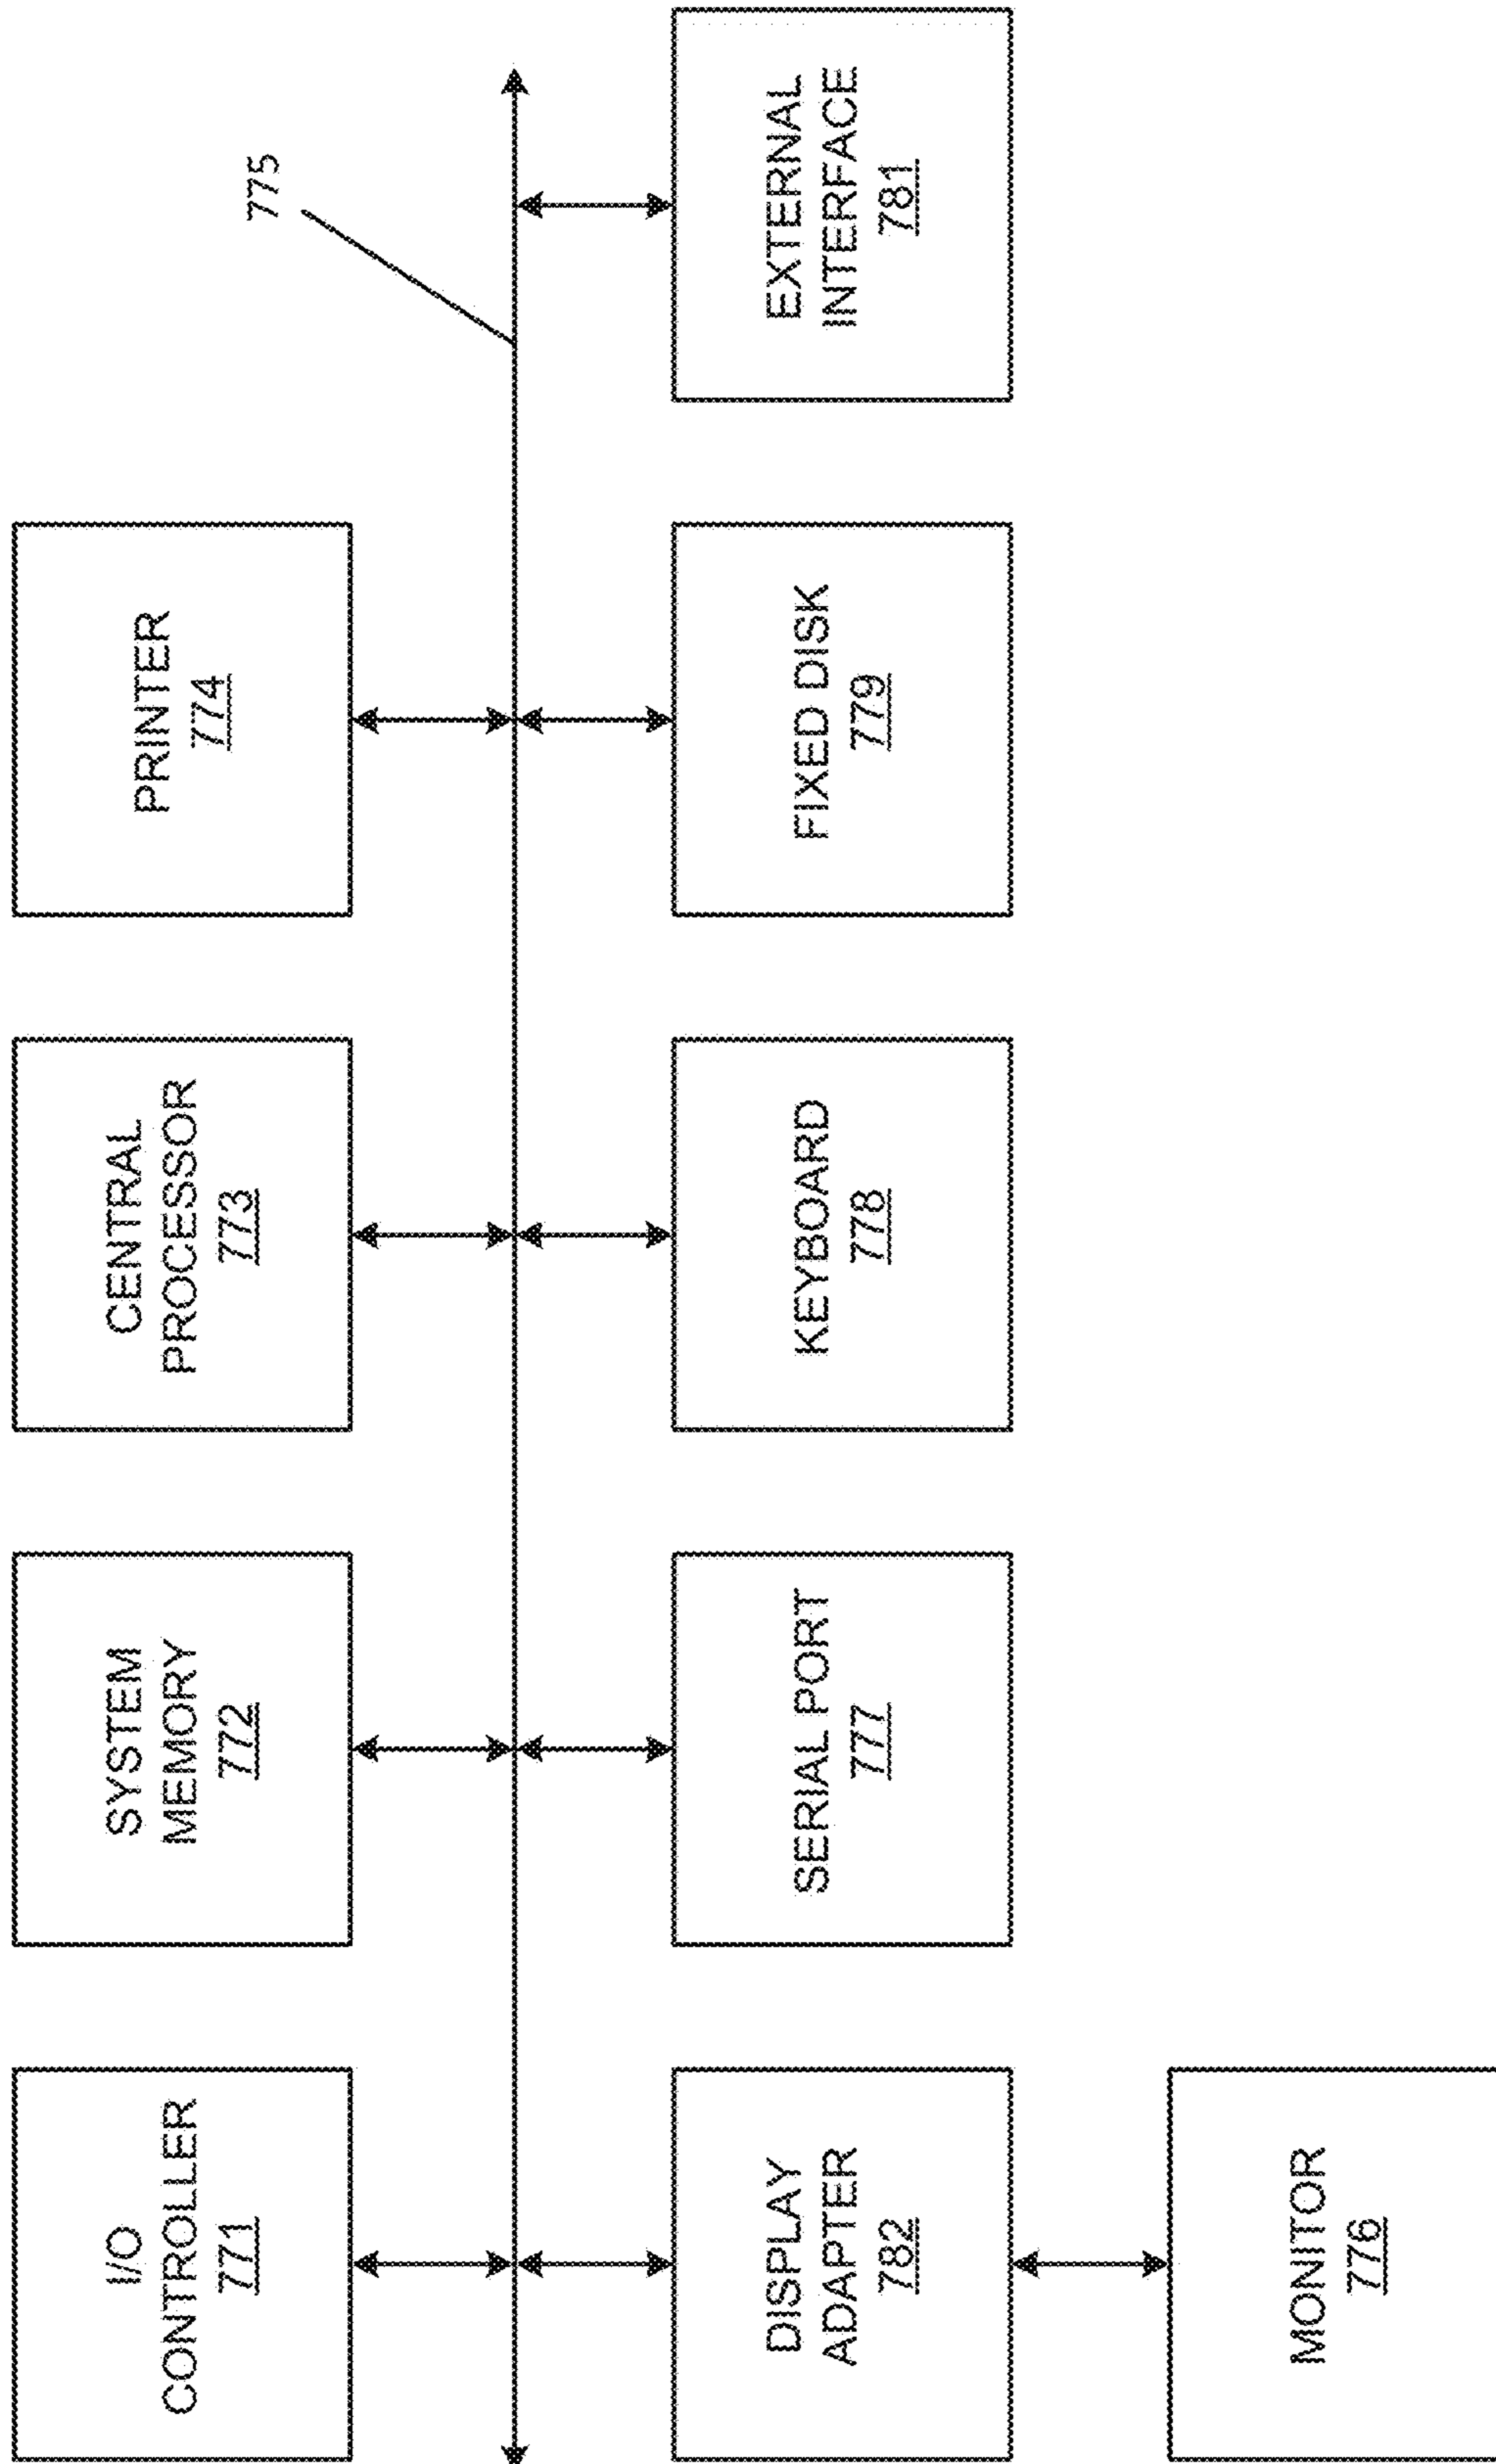 I/O
CONTROLLER
771
SYSTEM
MEMORY
772
CENTRAL
PROCESSOR
773
PRINTER
774
775
DISPLAY
ADAPTER
782
SERIAL PORT
777
KEYBOARD
778
FIXED DISK
779
EXTERNAL
INTERFACE
781
MONITOR
776